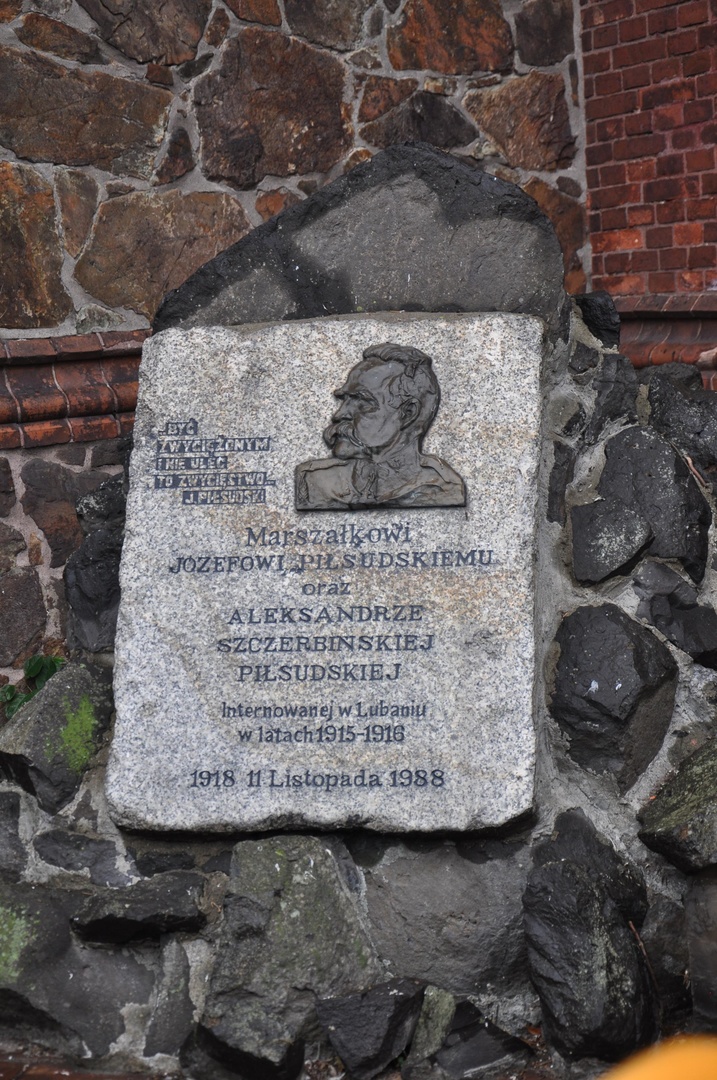 „BYĆ
ZWYCIĘŻONYM
I NIE ULEC
TO ZWYCIĘSTWO..."
J. PIŁSUDSKI
Marszałkowi
JÓZEFOWI PIŁSUDSKIEMU
oraz
ALEKSANDRZE
SZCZERBIŃSKIEJ
PIŁSUDSKIEJ
Internowanej w Lubaniu
w latach 1915-1916
1918 11 Listopada 1988